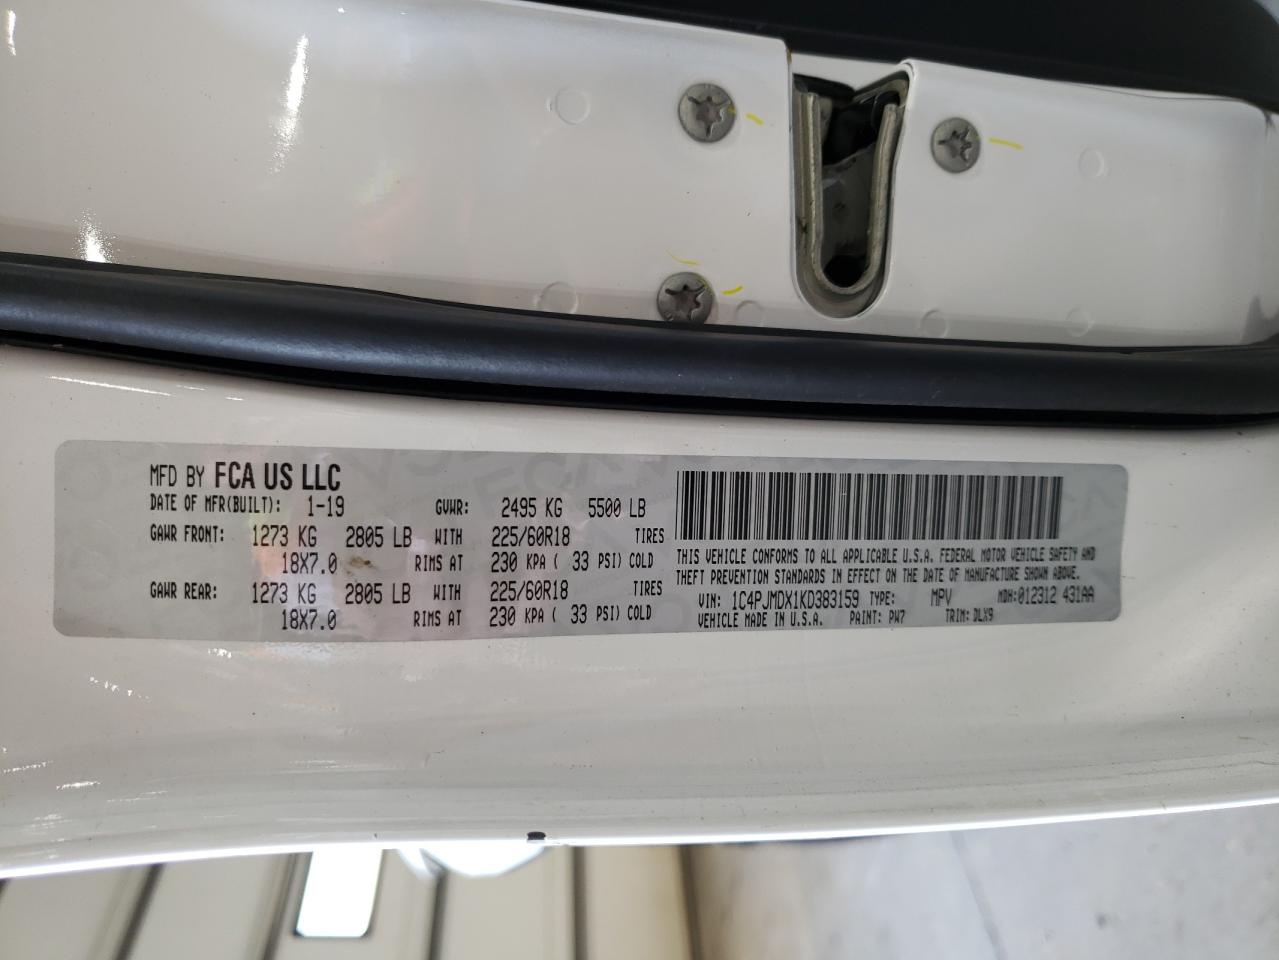 MFD BY FCA US LLC
DATE OF MFR(BUILT): 1-19 GVWR: 2495 KG 5500 LB
GAWR FRONT: 1273 KG 2805 LB WITH 225/60R18 TIRES
18X7.0 RIMS AT 230 KPA ( 33 PSI) COLD
GAWR REAR: 1273 KG 2805 LB WITH 225/60R18 TIRES
18X7.0 RIMS AT 230 KPA ( 33 PSI) COLD
THIS VEHICLE CONFORMS TO ALL APPLICABLE U.S.A. FEDERAL MOTOR VEHICLE SAFETY AND
THEFT PREVENTION STANDARDS IN EFFECT ON THE DATE OF MANUFACTURE SHOWN ABOVE.
VIN: 1C4PJMDX1KD383159 TYPE: MPV MDH:012312 431AA
VEHICLE MADE IN U.S.A. PAINT: PW7 TRIM: DLX9